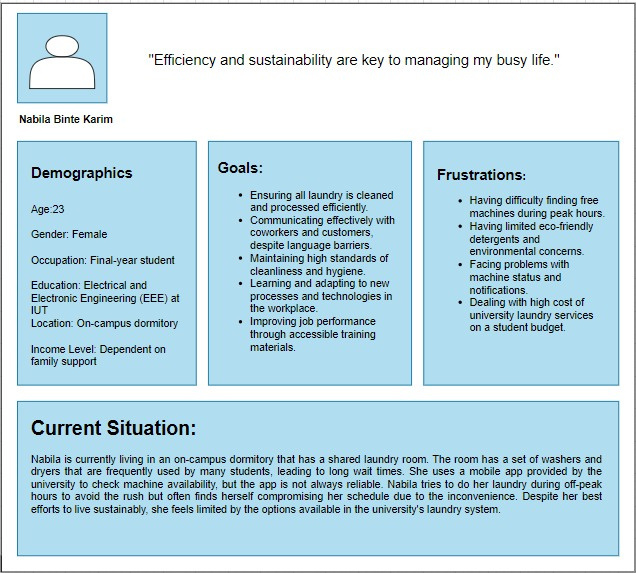 "Efficiency and sustainability are key to managing my busy life."
Nabila Binte Karim
Demographics
Age:23
Gender: Female
Occupation: Final-year student
Education: Electrical and
Electronic Engineering (EEE) at
IUT
Location: On-campus dormitory
Income Level: Dependent on
family support
Goals:
• Ensuring all laundry is cleaned
and processed efficiently.
• Communicating effectively with
coworkers and customers,
despite language barriers.
• Maintaining high standards of
cleanliness and hygiene.
• Learning and adapting to new
processes and technologies in
the workplace.
• Improving job performance
through accessible training
materials.
Frustrations:
• Having difficulty finding free
machines during peak hours.
• Having limited eco-friendly
detergents and
environmental concerns.
• Facing problems with
machine status and
notifications.
• Dealing with high cost of
university laundry services
on a student budget.
Current Situation:
Nabila is currently living in an on-campus dormitory that has a shared laundry room. The room has a set of washers and
dryers that are frequently used by many students, leading to long wait times. She uses a mobile app provided by the
university to check machine availability, but the app is not always reliable. Nabila tries to do her laundry during off-peak
hours to avoid the rush but often finds herself compromising her schedule due to the inconvenience. Despite her best
efforts to live sustainably, she feels limited by the options available in the university's laundry system.